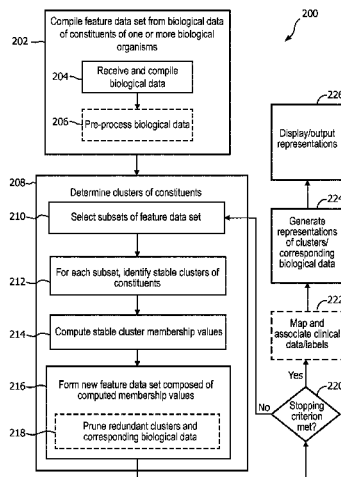 200
202
Compile feature data set from biological data
of constituents of one or more biological
organisms
204
Receive and compile
biological data
206
Pre-process biological data
208
Determine clusters of constituents
210
Select subsets of feature data set
212
For each subset, identify stable clusters of
constituents
214
Compute stable cluster membership values
216
Form new feature data set composed of
computed membership values
218
Prune redundant clusters and
corresponding biological data
220
Stopping
criterion
met?
No
Yes
222
Map and
associate clinical
data/labels
224
Generate
representations
of clusters/
corresponding
biological data
226
Display/output
representations